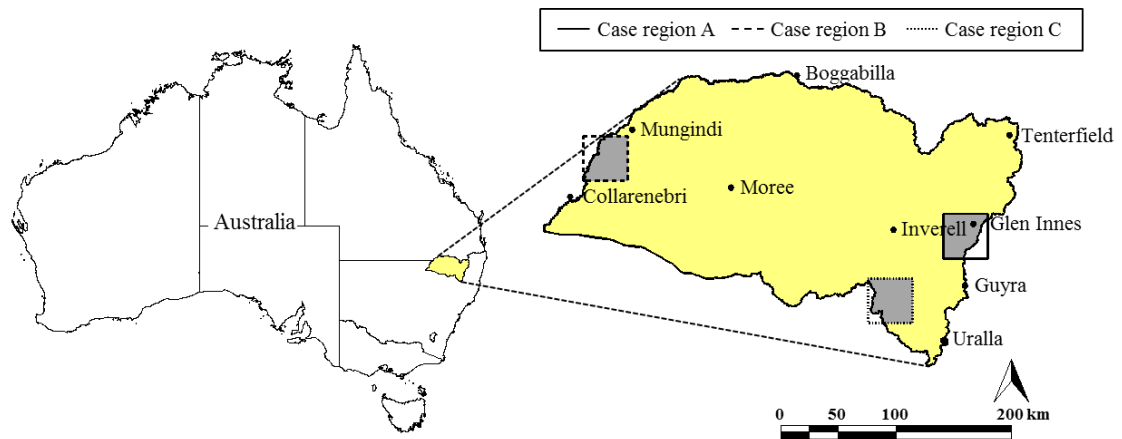 Case region A Case region B Case region C
Boggabilla
Mungindi
Tenterfield
Moree
Collarenebri
Australia
Inverell
Glen Innes
Guyra
Uralla
0 50 100 200 km